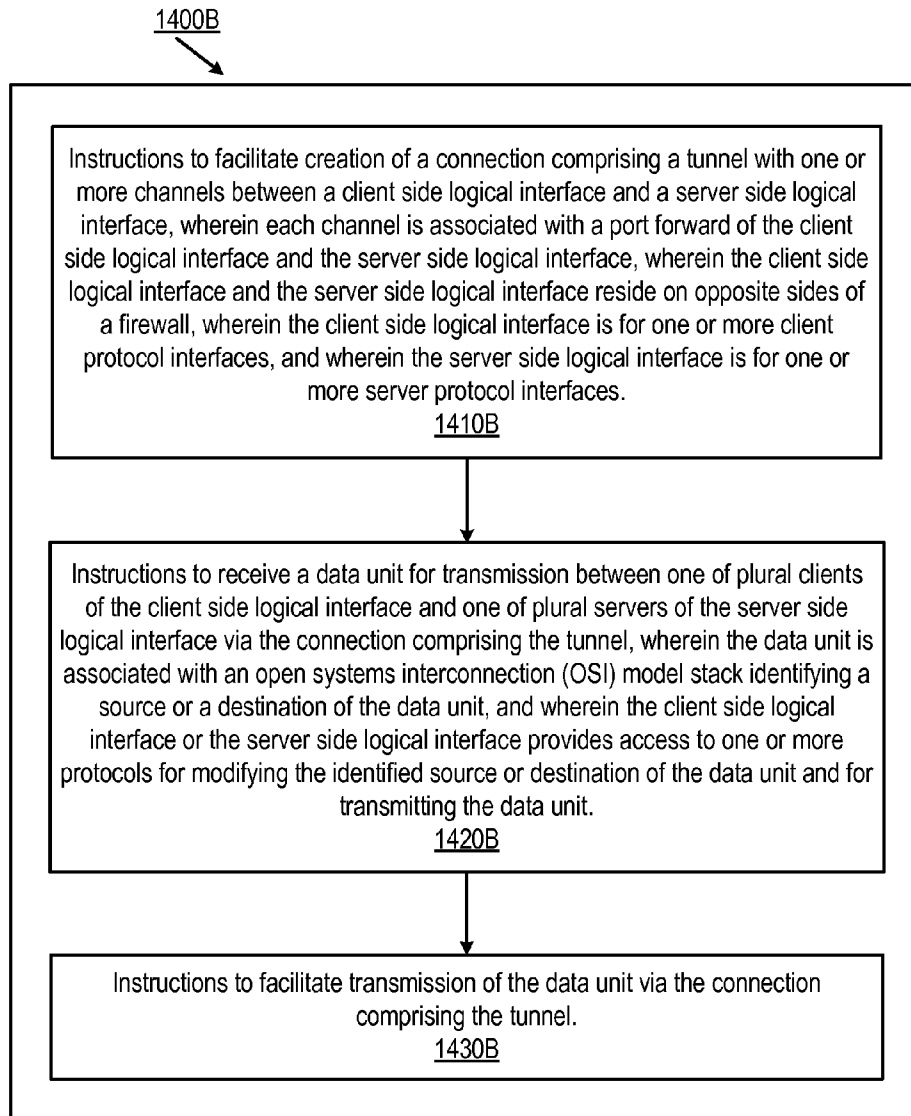 1400B
Instructions to facilitate creation of a connection comprising a tunnel with one or
more channels between a client side logical interface and a server side logical
interface, wherein each channel is associated with a port forward of the client
side logical interface and the server side logical interface, wherein the client side
logical interface and the server side logical interface reside on opposite sides of
a firewall, wherein the client side logical interface is for one or more client
protocol interfaces, and wherein the server side logical interface is for one or
more server protocol interfaces.
1410B
Instructions to receive a data unit for transmission between one of plural clients
of the client side logical interface and one of plural servers of the server side
logical interface via the connection comprising the tunnel, wherein the data unit is
associated with an open systems interconnection (OSI) model stack identifying a
source or a destination of the data unit, and wherein the client side logical
interface or the server side logical interface provides access to one or more
protocols for modifying the identified source or destination of the data unit and for
transmitting the data unit.
1420B
Instructions to facilitate transmission of the data unit via the connection
comprising the tunnel.
1430B